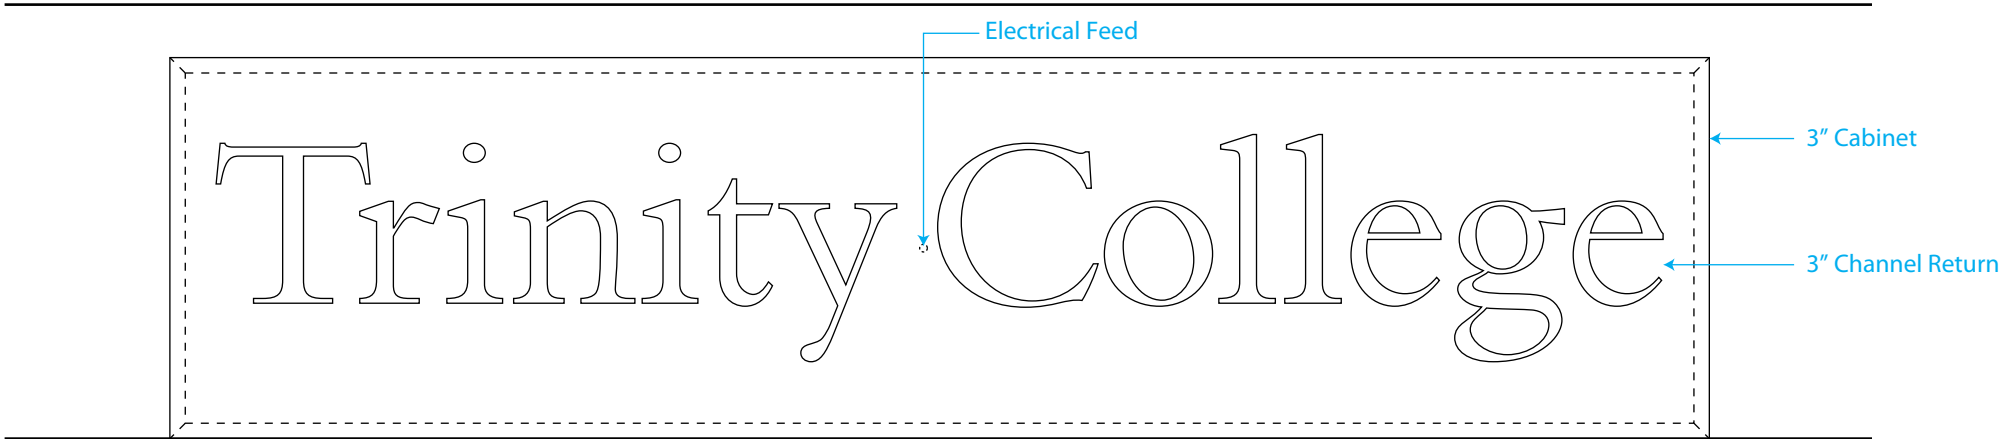 Electrical Feed
3” Cabinet
Trinity College
3” Channel Return